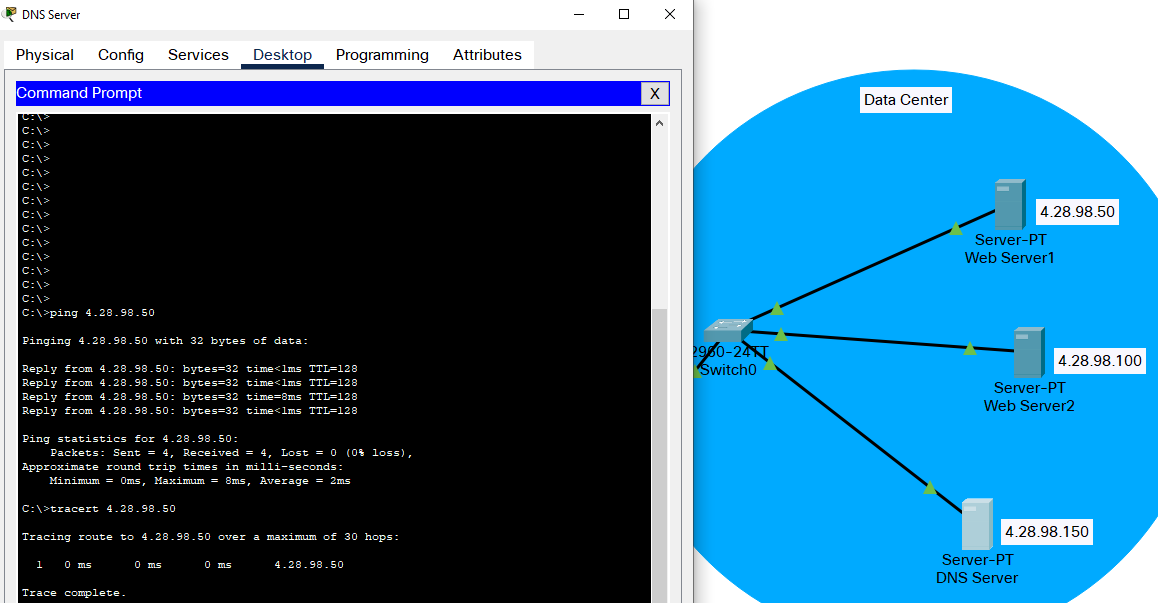 DNS Server
Physical Config Services Desktop Programming Attributes
Command Prompt
X
C:\>
C:\>
C:\>
C:\>
C:\>
C:\>
C:\>
C:\>
C:\>
C:\>
C:\>
C:\>
C:\>
C:\>
C:\>ping 4.28.98.50
Pinging 4.28.98.50 with 32 bytes of data:
Reply from 4.28.98.50: bytes=32 time<1ms TTL=128
Reply from 4.28.98.50: bytes=32 time<1ms TTL=128
Reply from 4.28.98.50: bytes=32 time=8ms TTL=128
Reply from 4.28.98.50: bytes=32 time<1ms TTL=128
Ping statistics for 4.28.98.50:
Packets: Sent = 4, Received = 4, Lost = 0 (0% loss),
Approximate round trip times in milli-seconds:
Minimum = 0ms, Maximum = 8ms, Average = 2ms
C:\>tracert 4.28.98.50
Tracing route to 4.28.98.50 over a maximum of 30 hops:
1 0 ms 0 ms 0 ms 4.28.98.50
Trace complete.
Data Center
4.28.98.50
Server-PT
Web Server1
2960-24TT
Switch0
4.28.98.100
Server-PT
Web Server2
4.28.98.150
Server-PT
DNS Server